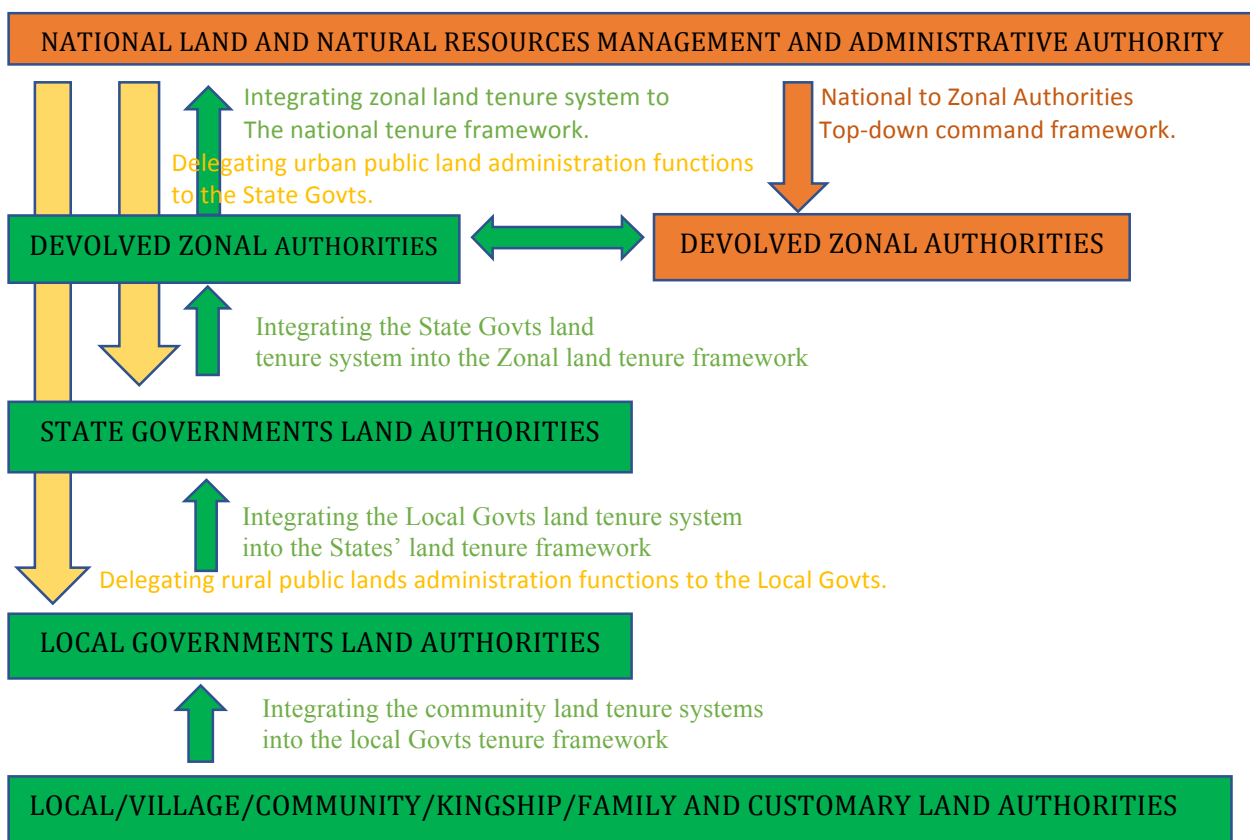 NATIONAL LAND AND NATURAL RESOURCES MANAGEMENT AND ADMINISTRATIVE AUTHORITY
Integrating zonal land tenure system to
The national tenure framework.
National to Zonal Authorities
Top-down command framework.
Delegating urban public land administration functions
to the State Govts.
DEVOLVED ZONAL AUTHORITIES
DEVOLVED ZONAL AUTHORITIES
Integrating the State Govts land
tenure system into the Zonal land tenure framework
STATE GOVERNMENTS LAND AUTHORITIES
Integrating the Local Govts land tenure system
into the States’ land tenure framework
Delegating rural public lands administration functions to the Local Govts.
LOCAL GOVERNMENTS LAND AUTHORITIES
Integrating the community land tenure systems
into the local Govts tenure framework
LOCAL/VILLAGE/COMMUNITY/KINGSHIP/FAMILY AND CUSTOMARY LAND AUTHORITIES